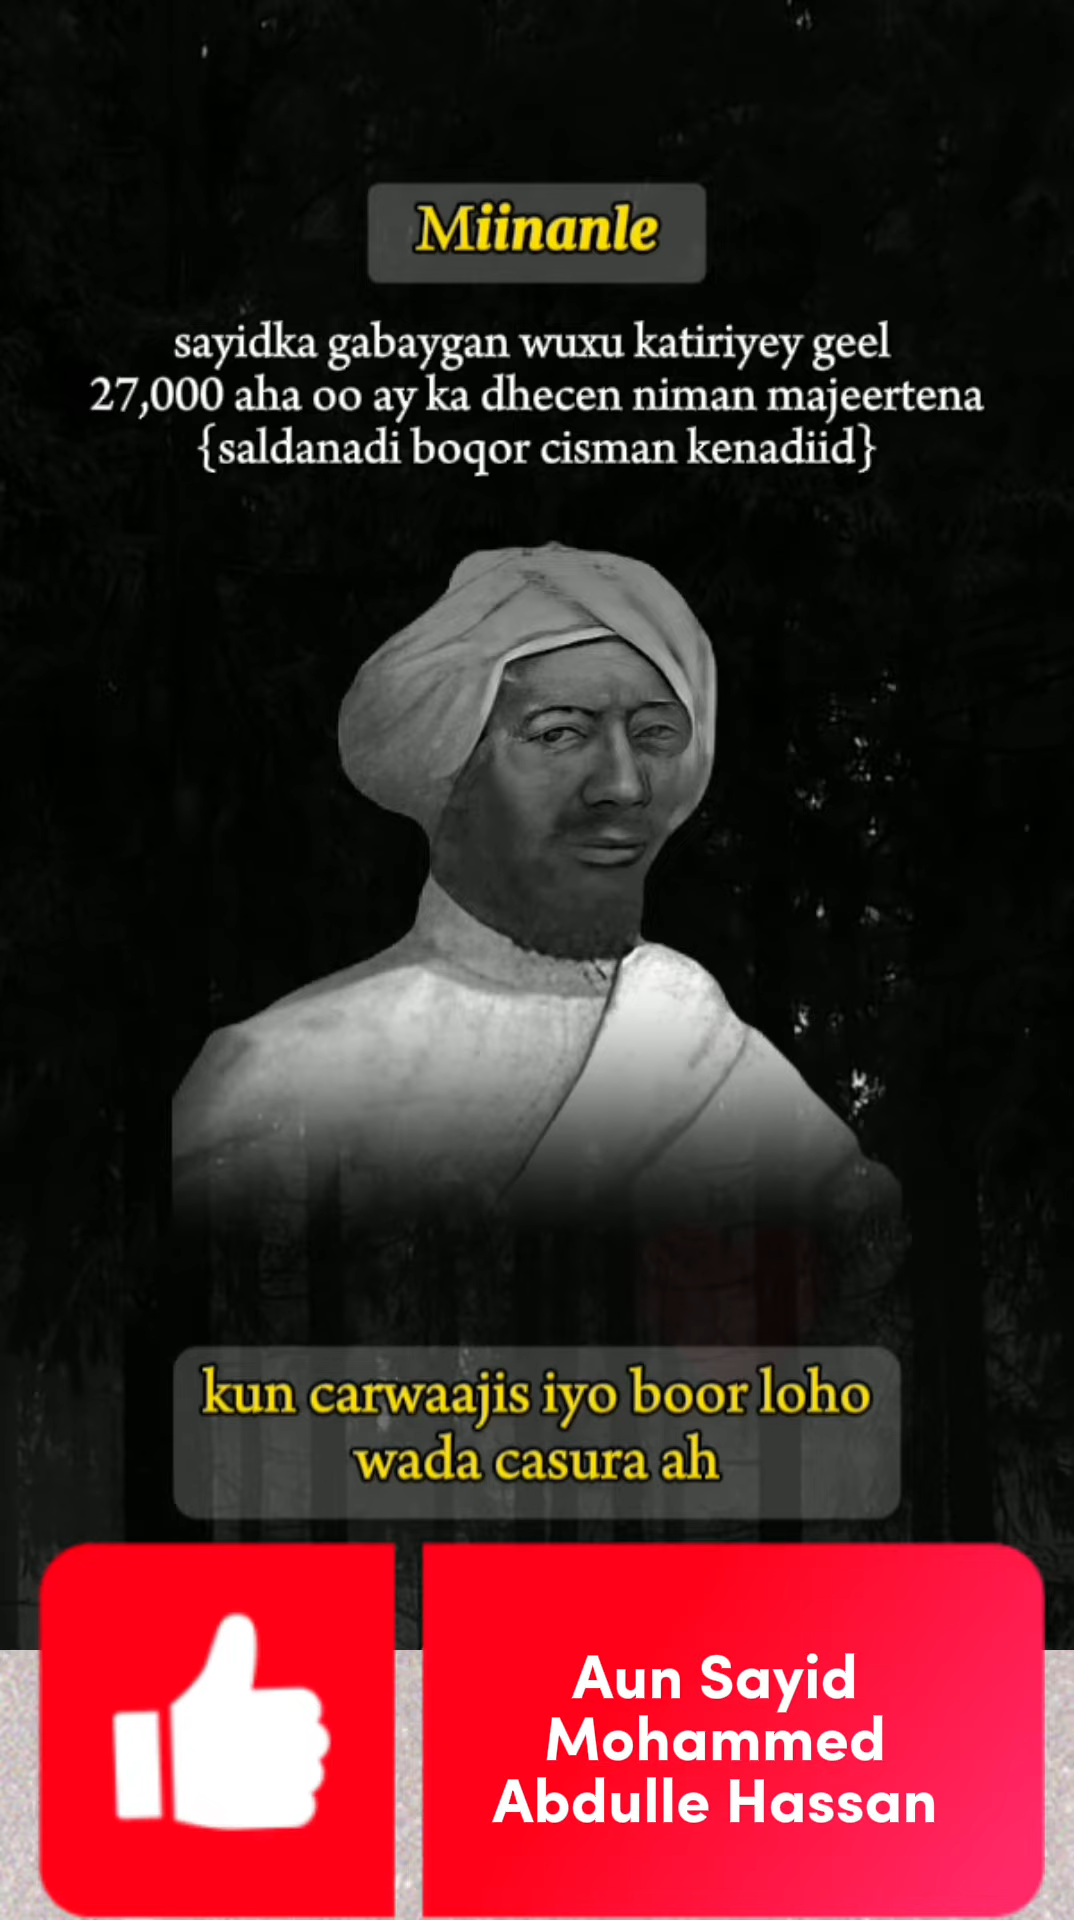 Miinanle
sayidka gabaygan wuxu katiriyey geel
27,000 aha oo ay ka dhecen niman majeertena
{saldanadi boqor cisman kenadiid}
kun carwaajis iyo boor loho
wada casura ah
Aun Sayid
Mohammed
Abdulle Hassan